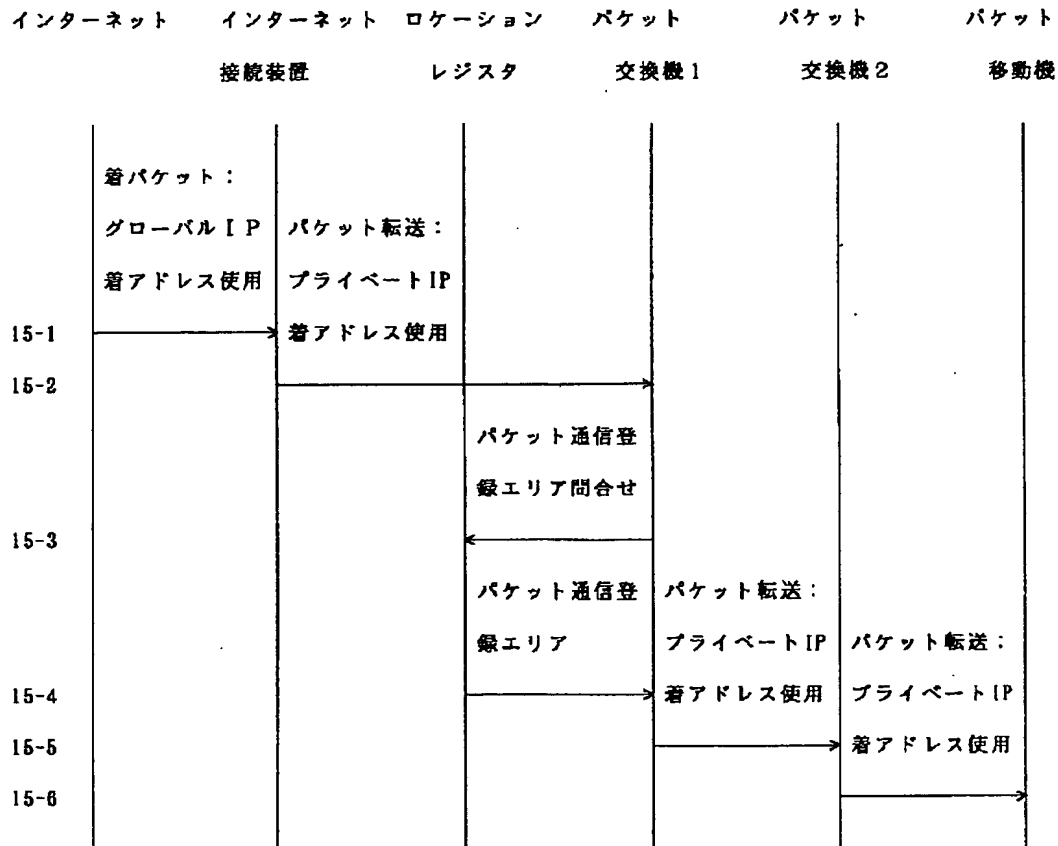 インターネット インターネット ロケーション パケット パケット パケット
接続装置 レジスタ 交換機1 交換機2 移動機
着パケット:
グローバルIP パケット転送:
着アドレス使用 プライベートIP
15-1 着アドレス使用
15-2
パケット通信登
録エリア問合せ
15-3
パケット通信登 パケット転送:
録エリア プライベートIP パケット転送:
15-4 着アドレス使用 プライベートIP
15-5 着アドレス使用
15-6